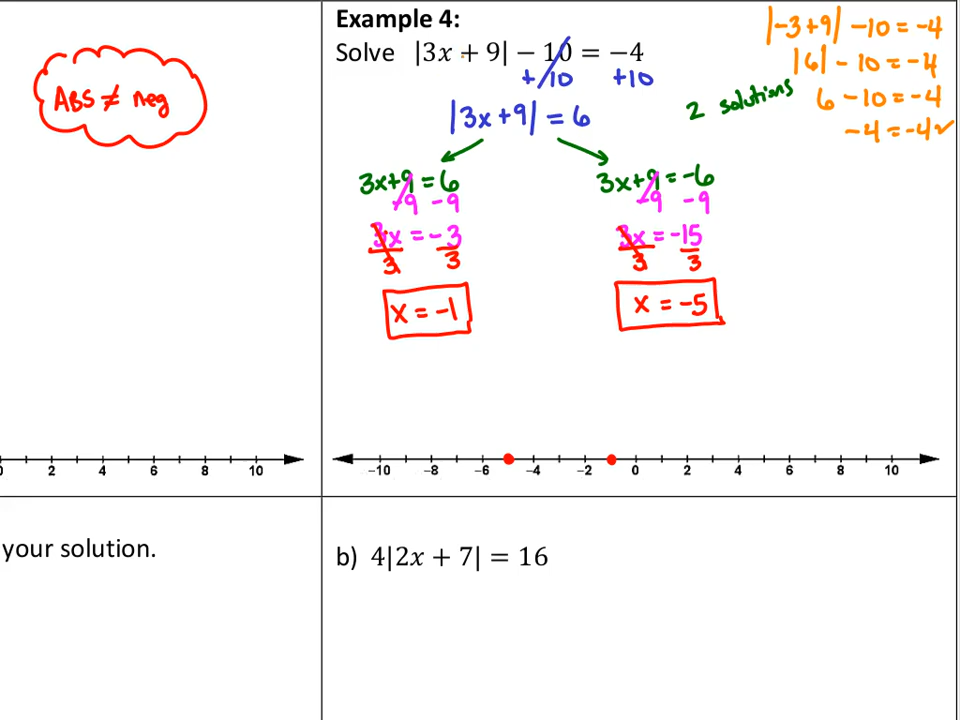 ABS ≠ neg
0 2 4 6 8 10
your solution.
Example 4:
Solve |3x + 9| − 10 = −4
+10 +10
|3x+9| = 6
2 solutions
|-3+9| -10 = -4
|6| - 10 = -4
6 -10 = -4
-4 = -4 ✓
3x+9 = 6
-9 -9
3x = -3
3 3
x = -1
3x+9 = -6
-9 -9
3x = -15
3 3
x = -5
−10 −8 −6 −4 −2 0 2 4 6 8 10
b) 4|2x + 7| = 16